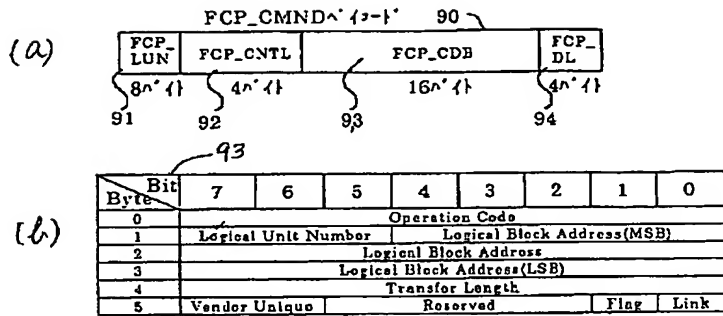 FCP_CMNDペイロード 90
(a)
FCP_LUN FCP_CNTL FCP_CDB FCP_DL
8バイト 4バイト 16バイト 4バイト
91 92 93 94
93
(b)
Byte Bit 7 6 5 4 3 2 1 0
0 Operation Code
1 Logical Unit Number Logical Block Address(MSB)
2 Logical Block Address
3 Logical Block Address(LSB)
4 Transfer Length
5 Vendor Unique Reserved Flag Link